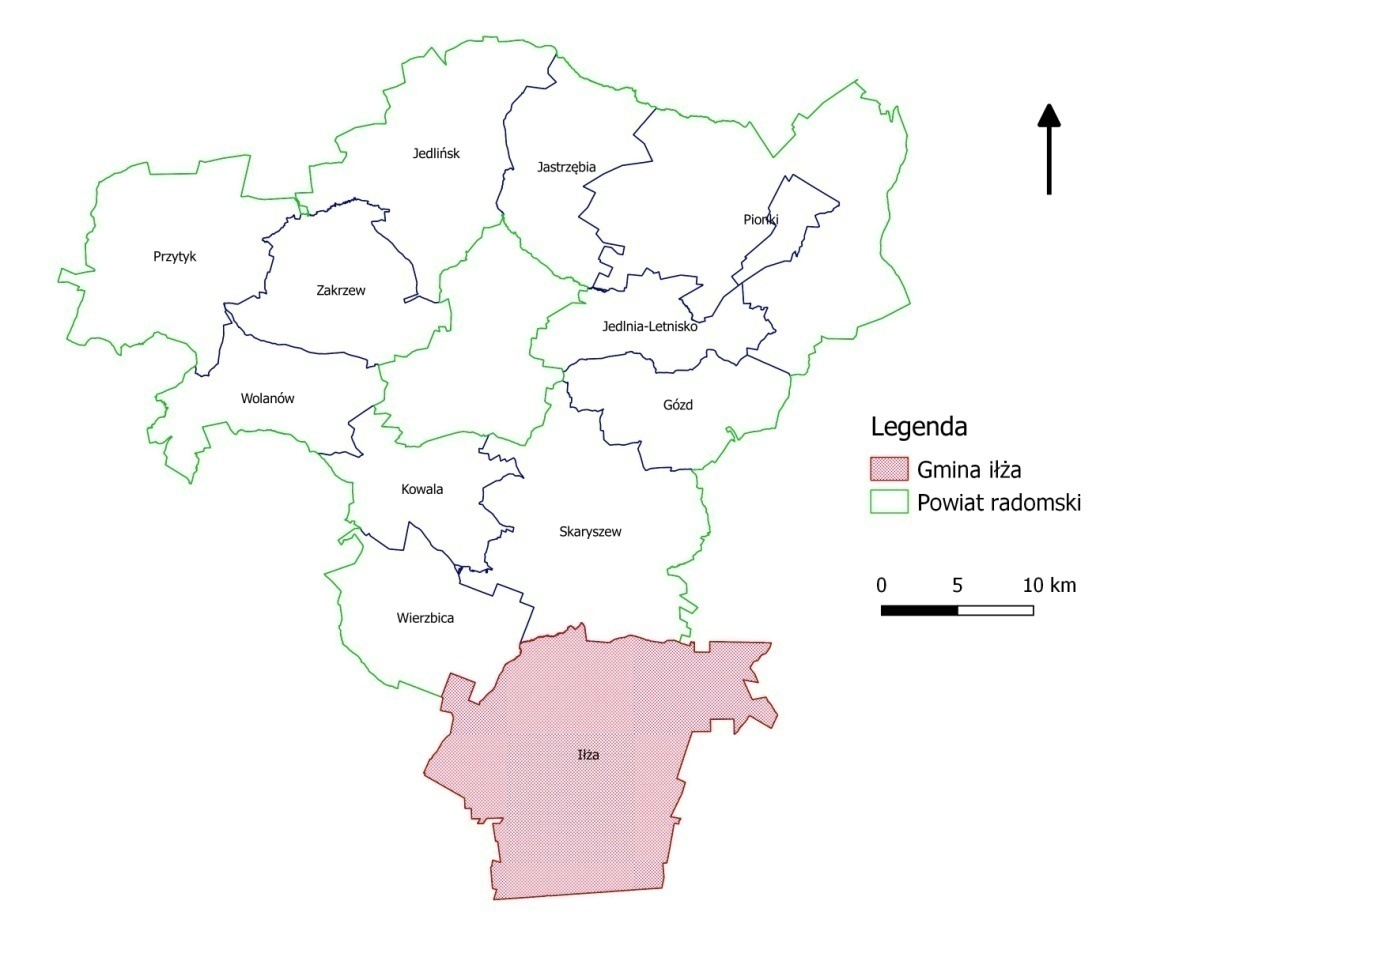 Jedlińsk
Jastrzębia
Pionki
Przytyk
Zakrzew
Jedlnia-Letnisko
Wolanów
Gózd
Kowala
Skaryszew
Wierzbica
Iłża
Legenda
Gmina iłża
Powiat radomski
0 5 10 km